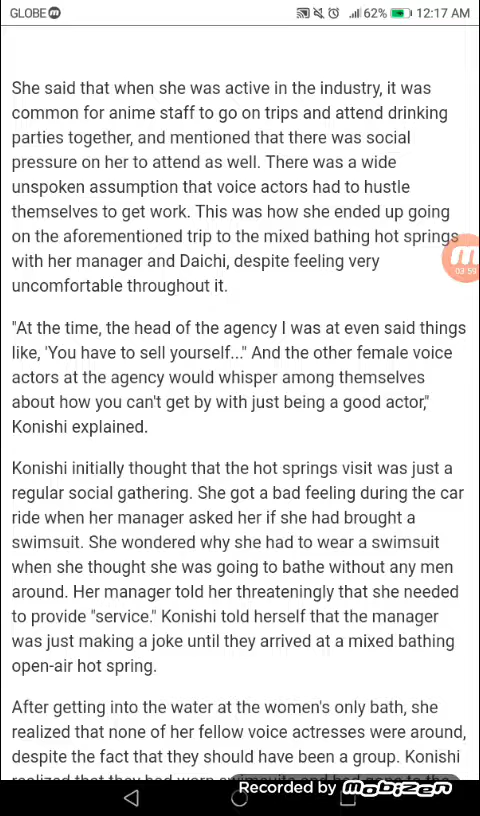 GLOBE 62% 12:17 AM
She said that when she was active in the industry, it was
common for anime staff to go on trips and attend drinking
parties together, and mentioned that there was social
pressure on her to attend as well. There was a wide
unspoken assumption that voice actors had to hustle
themselves to get work. This was how she ended up going
on the aforementioned trip to the mixed bathing hot springs
with her manager and Daichi, despite feeling very
03:59
uncomfortable throughout it.
"At the time, the head of the agency I was at even said things
like, 'You have to sell yourself..." And the other female voice
actors at the agency would whisper among themselves
about how you can't get by with just being a good actor,"
Konishi explained.
Konishi initially thought that the hot springs visit was just a
regular social gathering. She got a bad feeling during the car
ride when her manager asked her if she had brought a
swimsuit. She wondered why she had to wear a swimsuit
when she thought she was going to bathe without any men
around. Her manager told her threateningly that she needed
to provide "service." Konishi told herself that the manager
was just making a joke until they arrived at a mixed bathing
open-air hot spring.
After getting into the water at the women's only bath, she
realized that none of her fellow voice actresses were around,
despite the fact that they should have been a group. Konishi
realized that they had worn swimsuits and had gone to the
Recorded by mobizen